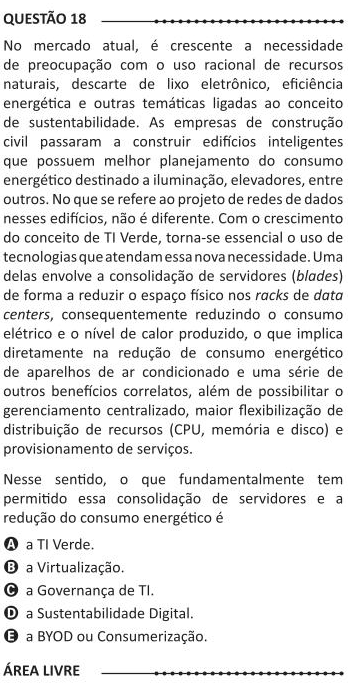 QUESTÃO 18
No mercado atual, é crescente a necessidade
de preocupação com o uso racional de recursos
naturais, descarte de lixo eletrônico, eficiência
energética e outras temáticas ligadas ao conceito
de sustentabilidade. As empresas de construção
civil passaram a construir edifícios inteligentes
que possuem melhor planejamento do consumo
energético destinado a iluminação, elevadores, entre
outros. No que se refere ao projeto de redes de dados
nesses edifícios, não é diferente. Com o crescimento
do conceito de TI Verde, torna-se essencial o uso de
tecnologias que atendam essa nova necessidade. Uma
delas envolve a consolidação de servidores (blades)
de forma a reduzir o espaço físico nos racks de data
centers, consequentemente reduzindo o consumo
elétrico e o nível de calor produzido, o que implica
diretamente na redução de consumo energético
de aparelhos de ar condicionado e uma série de
outros benefícios correlatos, além de possibilitar o
gerenciamento centralizado, maior flexibilização de
distribuição de recursos (CPU, memória e disco) e
provisionamento de serviços.
Nesse sentido, o que fundamentalmente tem
permitido essa consolidação de servidores e a
redução do consumo energético é
A a TI Verde.
B a Virtualização.
C a Governança de TI.
D a Sustentabilidade Digital.
E a BYOD ou Consumerização.
ÁREA LIVRE